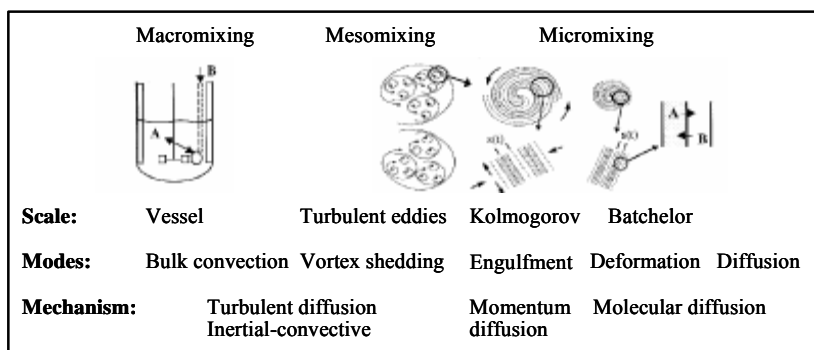 Macromixing Mesomixing Micromixing
B
A
s(t)
s(t)
A
B
Scale: Vessel Turbulent eddies Kolmogorov Batchelor
Modes: Bulk convection Vortex shedding Engulfment Deformation Diffusion
Mechanism: Turbulent diffusion Momentum Molecular diffusion
Inertial-convective diffusion